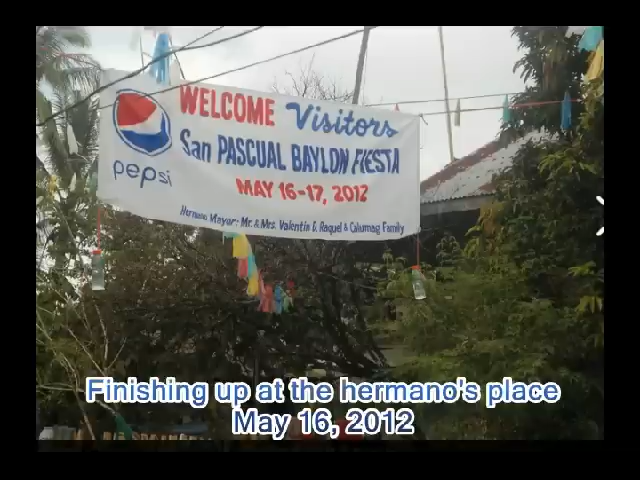 WELCOME Visitors
San PASCUAL BAYLON FIESTA
MAY 16-17, 2012
Hermano Mayor: Mr. & Mrs. Valentin & Raquel & Calumag Family
pepsi
Finishing up at the hermano's place
May 16, 2012